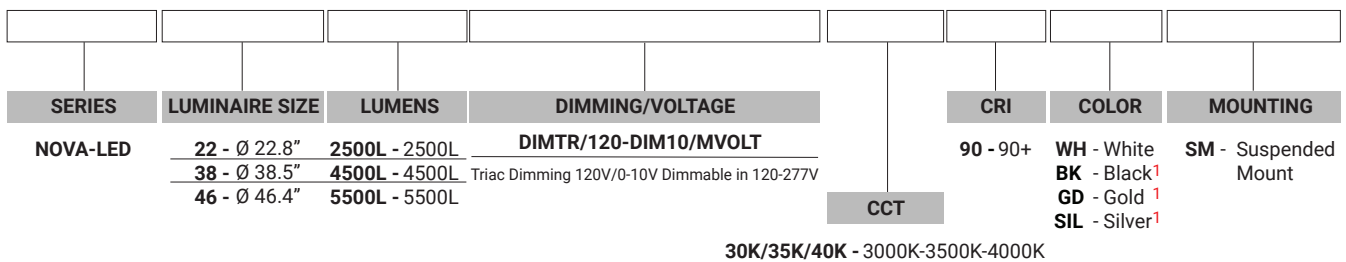 SERIES LUMINAIRE SIZE LUMENS DIMMING/VOLTAGE CRI COLOR MOUNTING
NOVA-LED
22 - Ø 22.8” 2500L - 2500L
38 - Ø 38.5” 4500L - 4500L
46 - Ø 46.4” 5500L - 5500L
DIMTR/120-DIM10/MVOLT
Triac Dimming 120V/0-10V Dimmable in 120-277V
CCT
30K/35K/40K - 3000K-3500K-4000K
90 - 90+
WH - White
BK - Black1
GD - Gold 1
SIL - Silver1
SM - Suspended
Mount